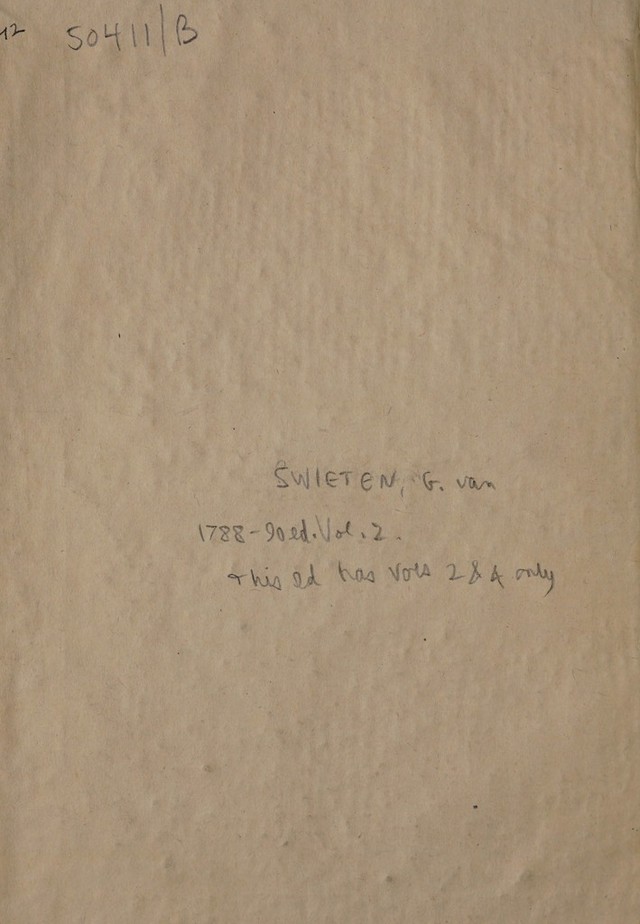 12 50411/B
SWIETEN, G. van
1788-90 ed. Vol. 2.
this ed has vols 2 & 4 only